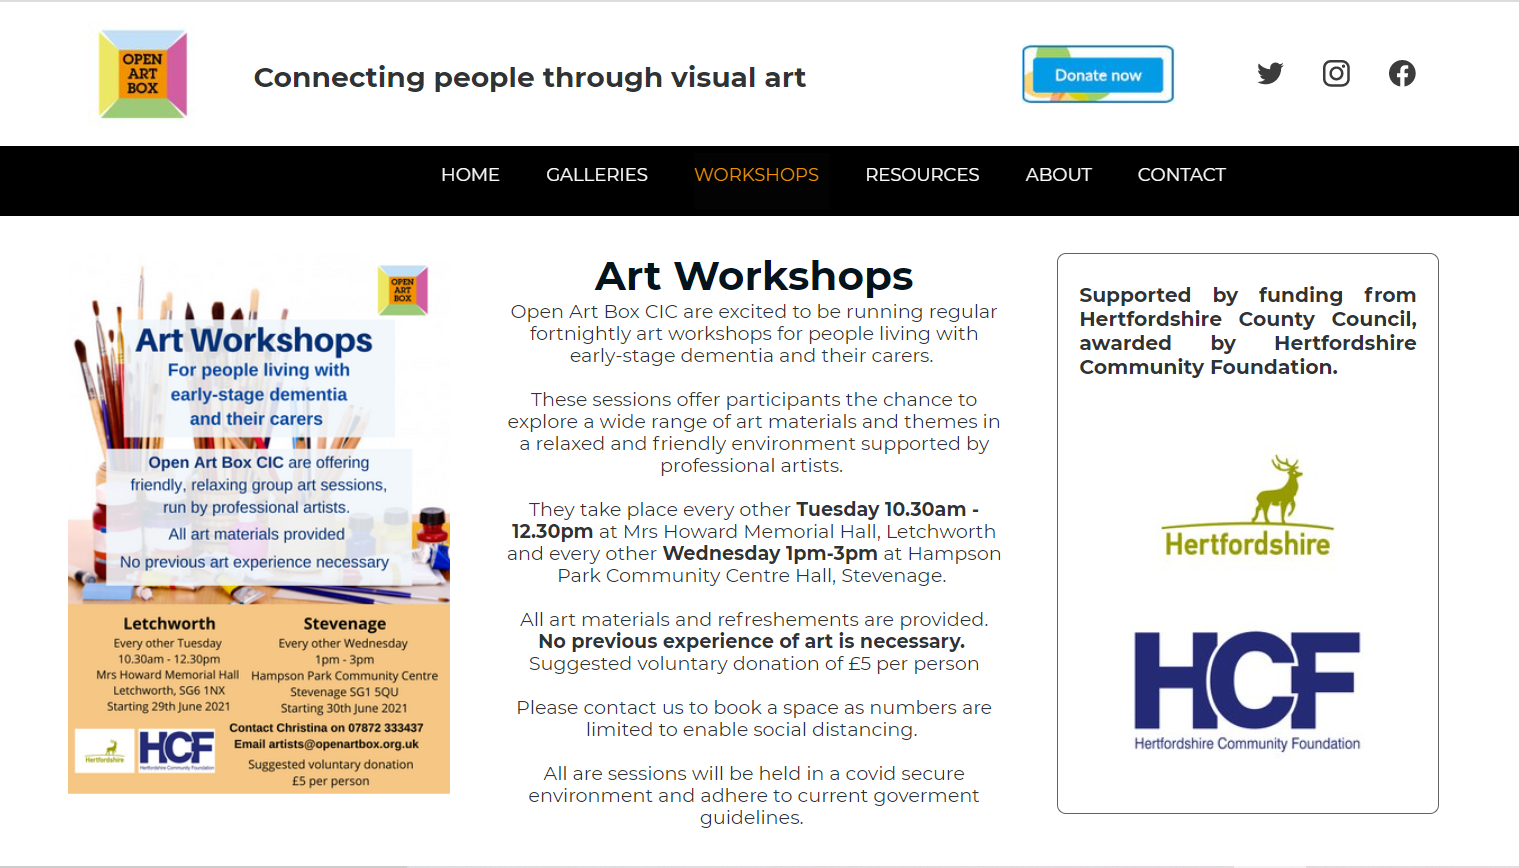 OPEN
ART
BOX
Connecting people through visual art
Donate now
HOME GALLERIES WORKSHOPS RESOURCES ABOUT CONTACT
OPEN
ART
BOX
Art Workshops
For people living with
early-stage dementia
and their carers
Open Art Box CIC are offering
friendly, relaxing group art sessions,
run by professional artists.
All art materials provided
No previous art experience necessary
Letchworth
Every other Tuesday
10.30am - 12.30pm
Mrs Howard Memorial Hall
Letchworth, SG6 1NX
Starting 29th June 2021
Stevenage
Every other Wednesday
1pm - 3pm
Hampson Park Community Centre
Stevenage SG1 5QU
Starting 30th June 2021
Hertfordshire
HCF
Hertfordshire Community Foundation
Contact Christina on 07872 333437
Email artists@openartbox.org.uk
Suggested voluntary donation
£5 per person
Art Workshops
Open Art Box CIC are excited to be running regular
fortnightly art workshops for people living with
early-stage dementia and their carers.
These sessions offer participants the chance to
explore a wide range of art materials and themes in
a relaxed and friendly environment supported by
professional artists.
They take place every other Tuesday 10.30am -
12.30pm at Mrs Howard Memorial Hall, Letchworth
and every other Wednesday 1pm-3pm at Hampson
Park Community Centre Hall, Stevenage.
All art materials and refreshements are provided.
No previous experience of art is necessary.
Suggested voluntary donation of £5 per person
Please contact us to book a space as numbers are
limited to enable social distancing.
All are sessions will be held in a covid secure
environment and adhere to current goverment
guidelines.
Supported by funding from
Hertfordshire County Council,
awarded by Hertfordshire
Community Foundation.
Hertfordshire
HCF
Hertfordshire Community Foundation